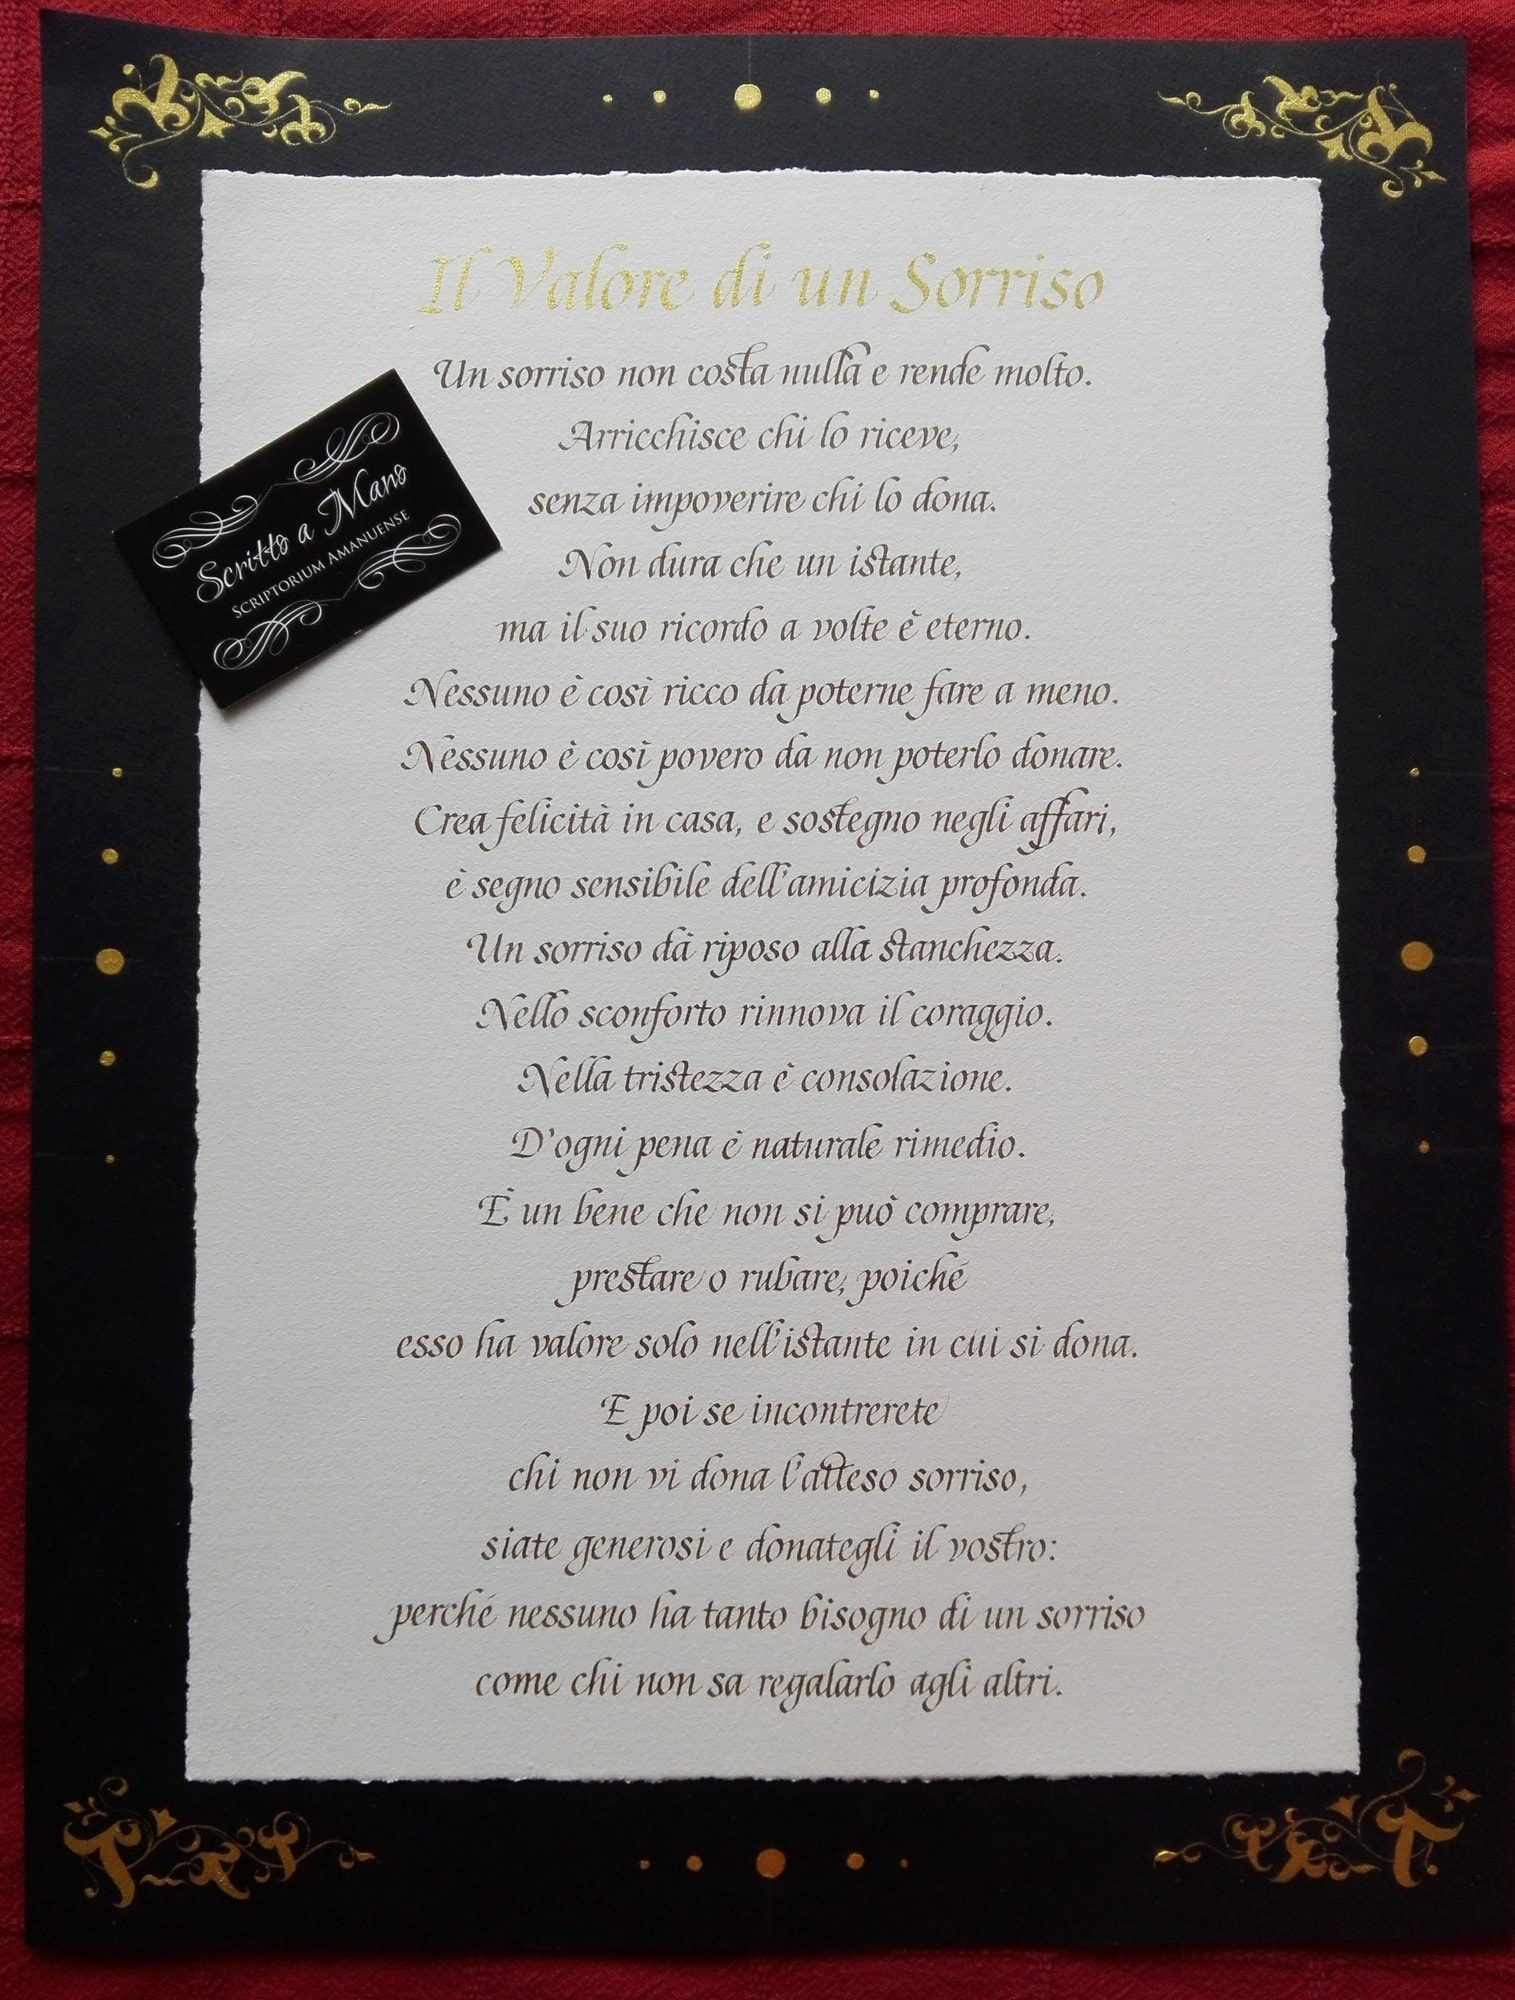 Il Valore di un Sorriso
Un sorriso non costa nulla e rende molto.
Arricchisce chi lo riceve,
senza impoverire chi lo dona.
Non dura che un istante,
ma il suo ricordo a volte è eterno.
Nessuno è così ricco da poterne fare a meno.
Nessuno è così povero da non poterlo donare.
Crea felicità in casa, e sostegno negli affari,
è segno sensibile dell'amicizia profonda.
Un sorriso dà riposo alla stanchezza.
Nello sconforto rinnova il coraggio.
Nella tristezza è consolazione.
D'ogni pena è naturale rimedio.
È un bene che non si può comprare,
prestare o rubare, poiché
esso ha valore solo nell'istante in cui si dona.
E poi se incontrerete
chi non vi dona l'atteso sorriso,
siate generosi e donategli il vostro:
perché nessuno ha tanto bisogno di un sorriso
come chi non sa regalarlo agli altri.
Scritto a Mano
SCRIPTORIUM AMANUENSE